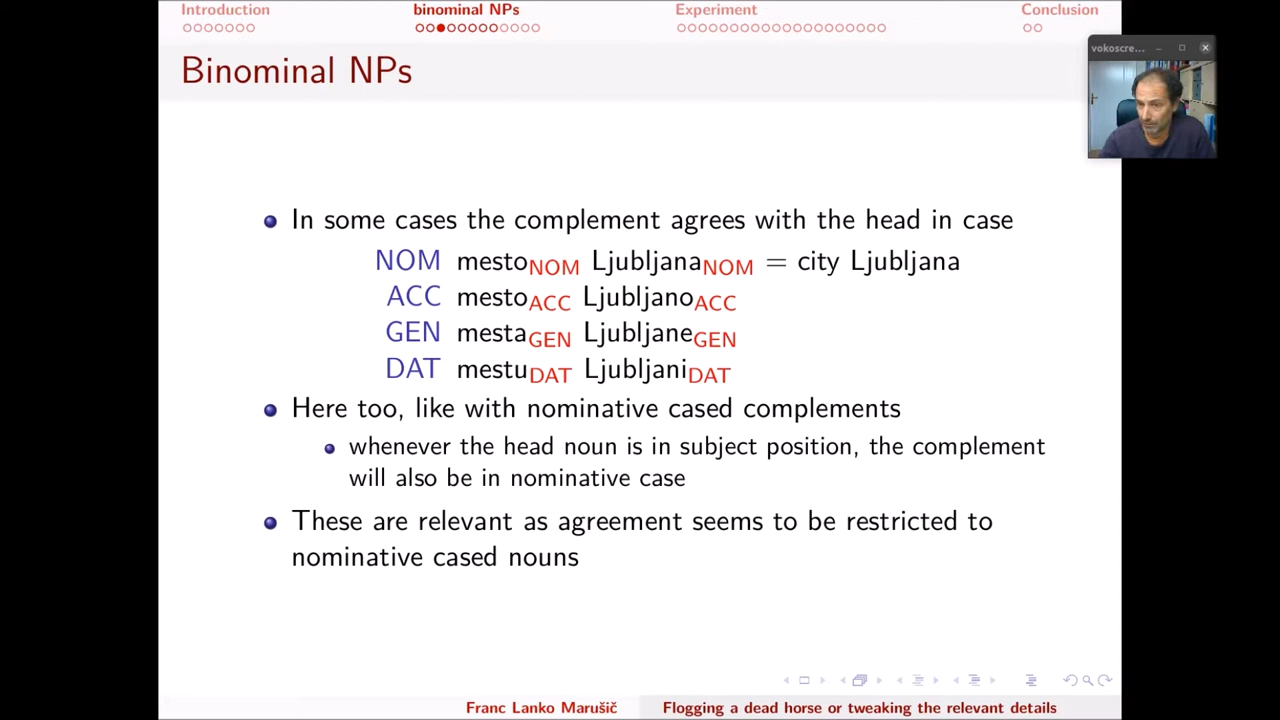 Introduction binominal NPs Experiment Conclusion
vokoscre...
Binominal NPs
In some cases the complement agrees with the head in case
NOM mestoNOM LjubljanaNOM = city Ljubljana
ACC mestoACC LjubljanoACC
GEN mestaGEN LjubljaneGEN
DAT mestuDAT LjubljaniDAT
Here too, like with nominative cased complements
whenever the head noun is in subject position, the complement
will also be in nominative case
These are relevant as agreement seems to be restricted to
nominative cased nouns
Franc Lanko Marušič Flogging a dead horse or tweaking the relevant details